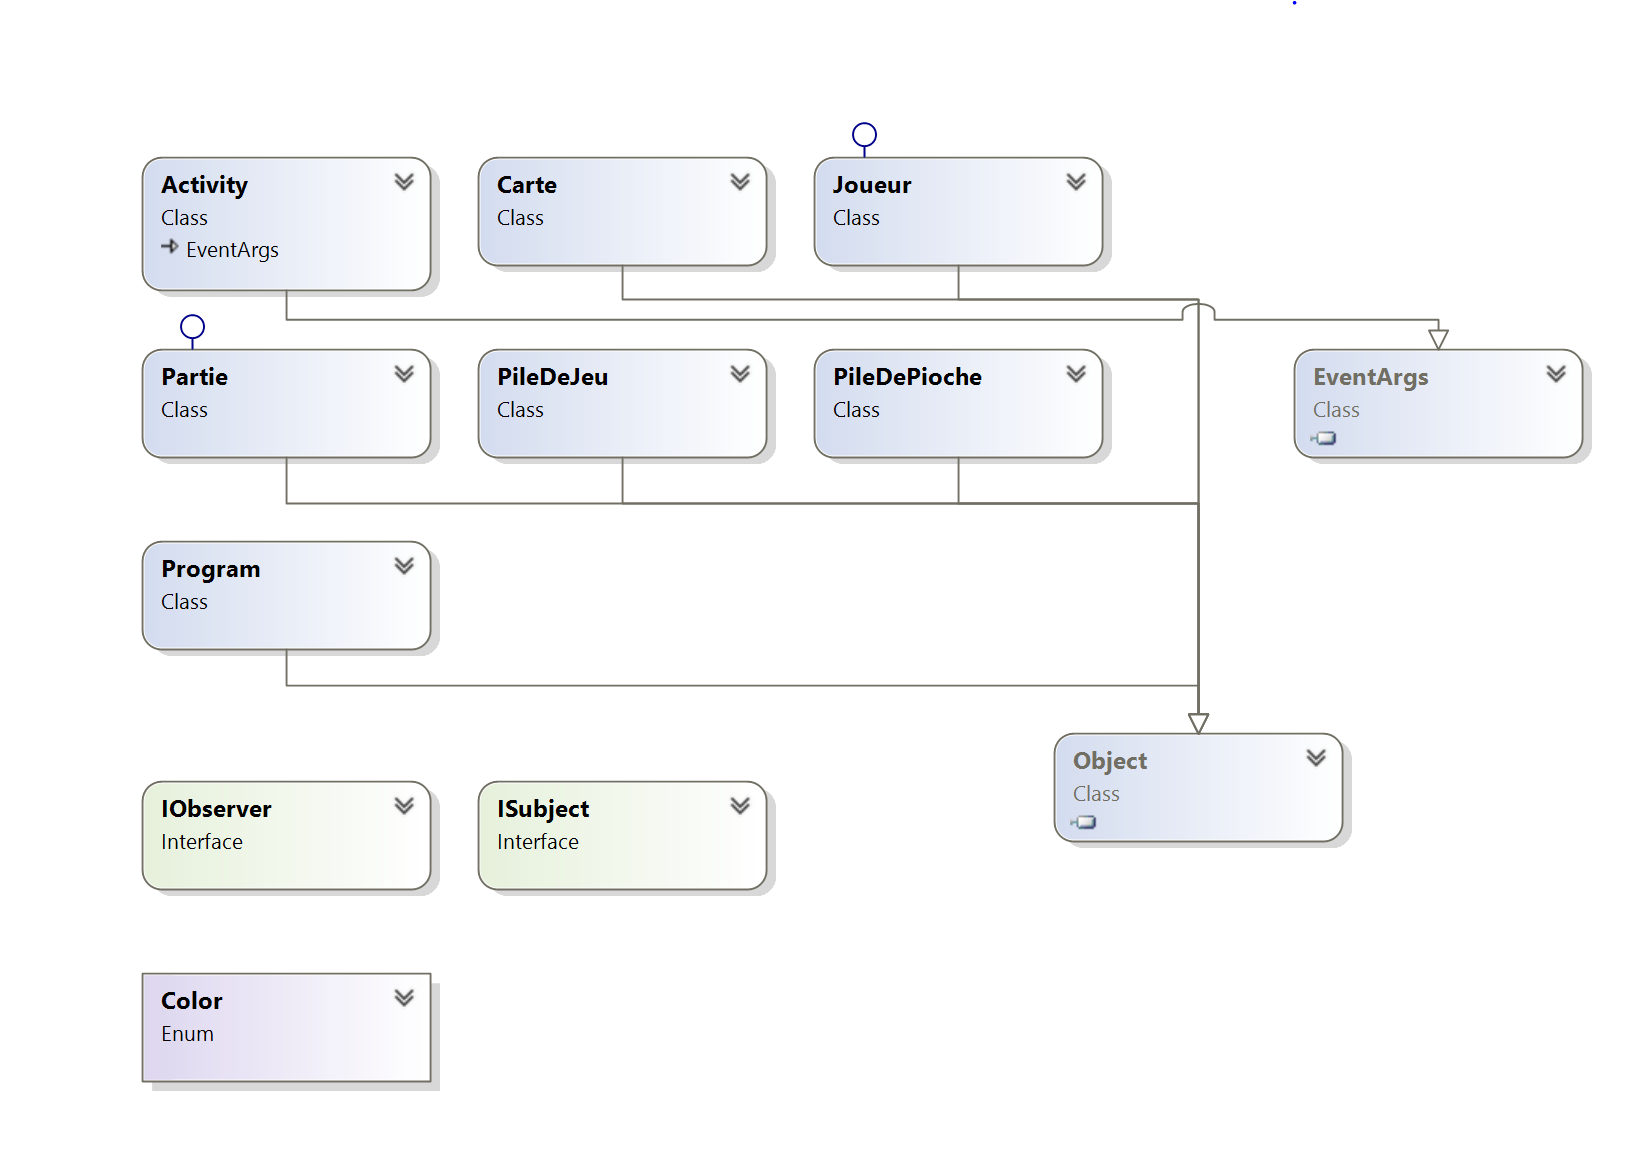 Activity
Class
EventArgs
Carte
Class
Joueur
Class
Partie
Class
PileDeJeu
Class
PileDePioche
Class
EventArgs
Class
Program
Class
Object
Class
IObserver
Interface
ISubject
Interface
Color
Enum